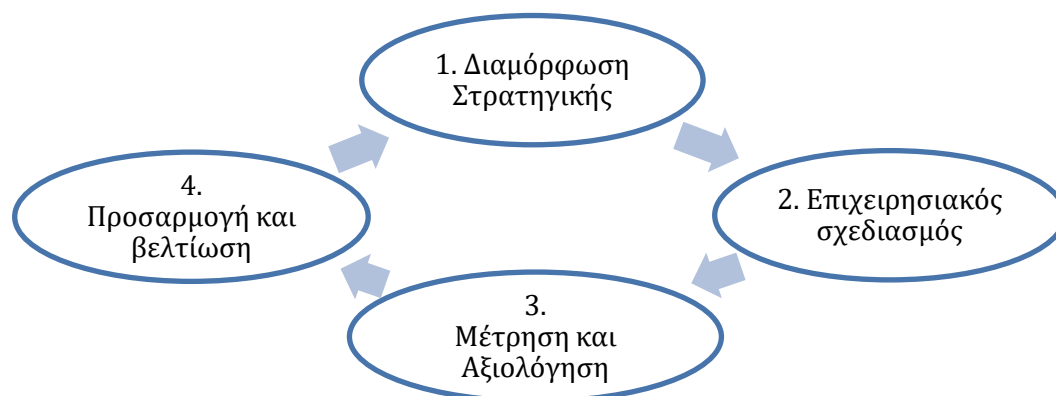 1. Διαμόρφωση
Στρατηγικής
2. Επιχειρησιακός
σχεδιασμός
3.
Μέτρηση και
Αξιολόγηση
4.
Προσαρμογή και
βελτίωση